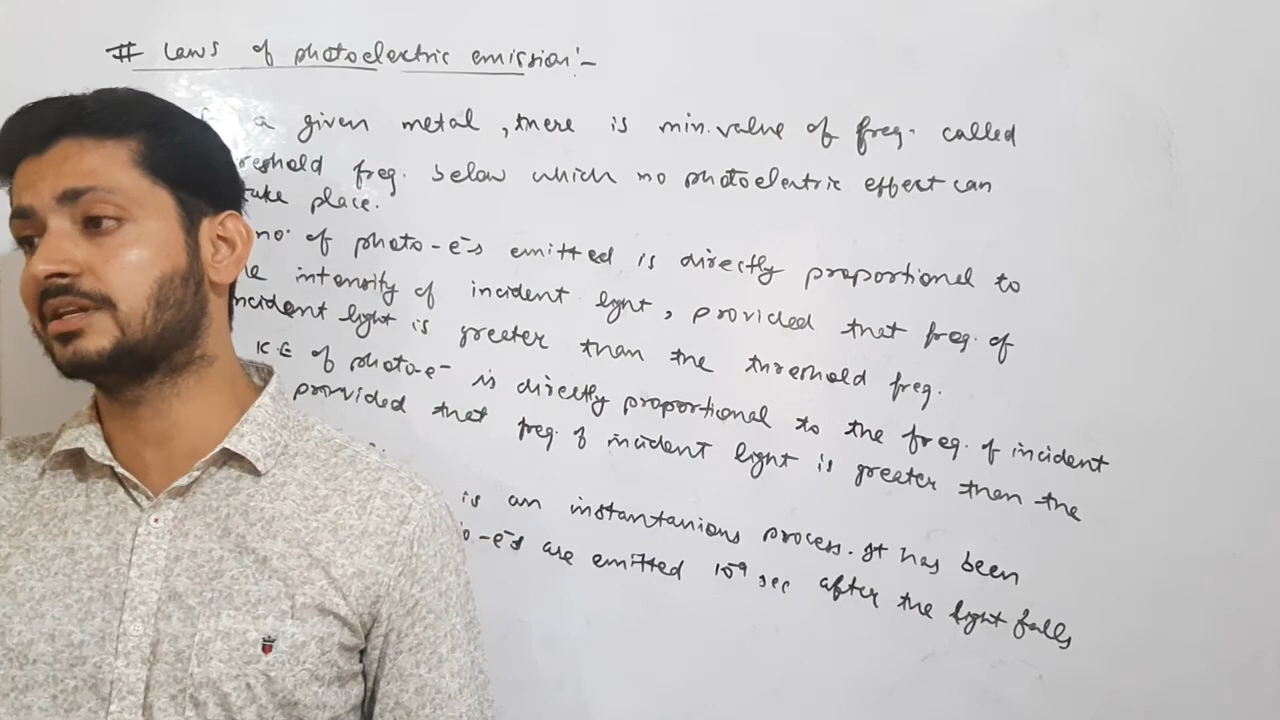 # Laws of photoelectric emission:-
a given metal, there is min. value of freq. called
reshold freq. below which no photoelectric effect can
take place.
no. of photo-e⁻s emitted is directly proportional to
intensity of incident light, provided that freq. of
incident light is greater than the threshold freq.
K.E of photo-e⁻ is directly proportional to the freq. of incident
provided that freq. of incident light is greater than the
is an instantanious process. It has been
-e⁻s are emitted 10⁻⁹ sec after the light falls